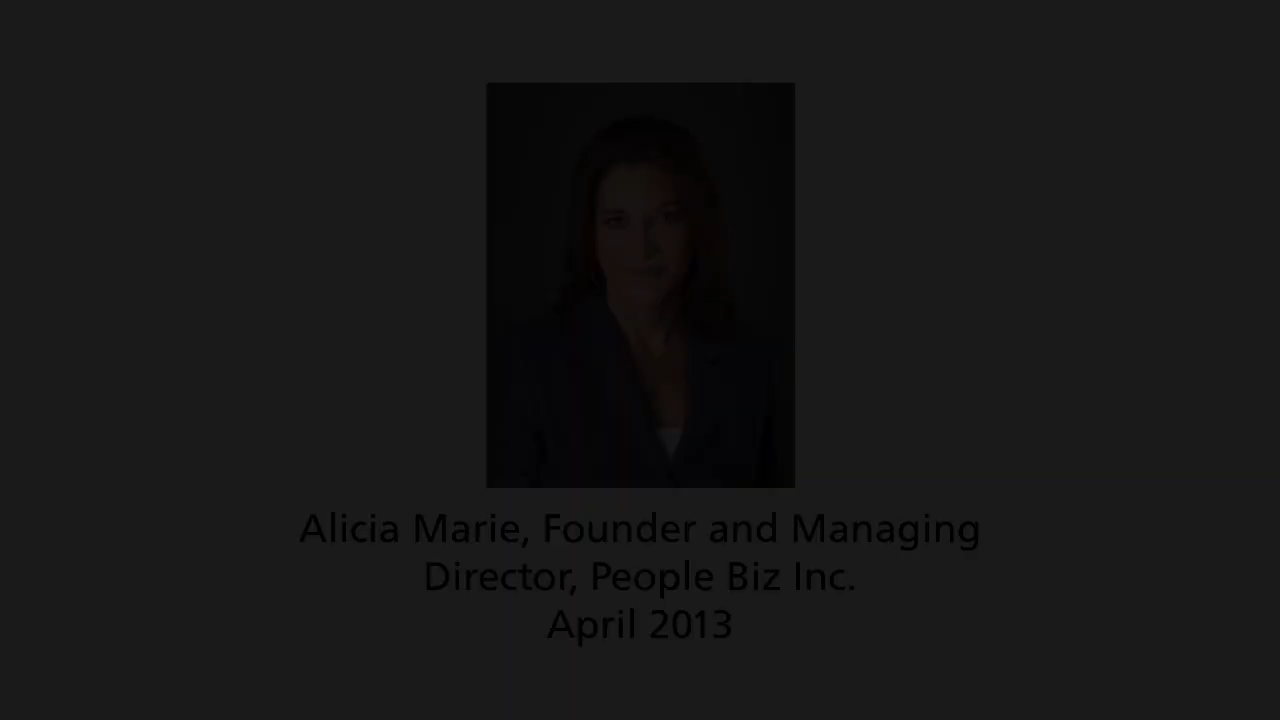 Alicia Marie, Founder and Managing
Director, People Biz Inc.
April 2013